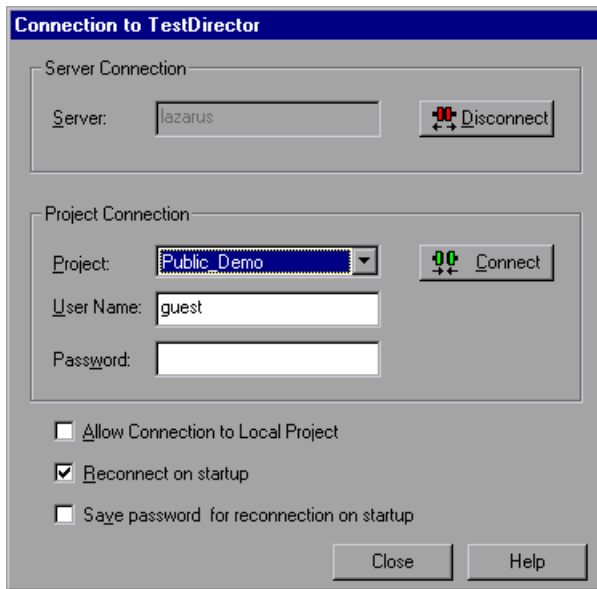 Connection to TestDirector
Server Connection
Server: lazarus Disconnect
Project Connection
Project: Public_Demo Connect
User Name: guest
Password:
Allow Connection to Local Project
Reconnect on startup
Save password for reconnection on startup
Close Help